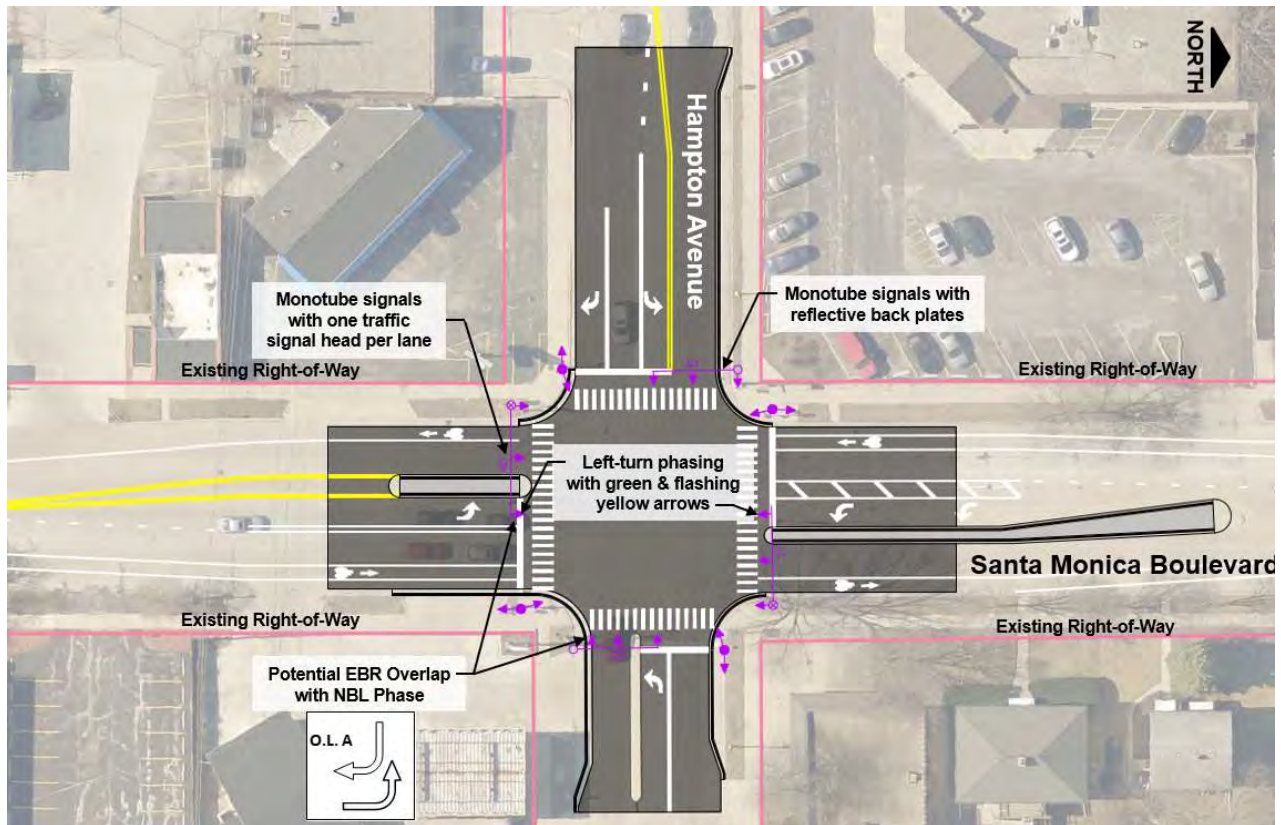 NORTH
Hampton Avenue
Monotube signals
with one traffic
signal head per lane
Monotube signals with
reflective back plates
Existing Right-of-Way
Existing Right-of-Way
Left-turn phasing
with green & flashing
yellow arrows
Santa Monica Boulevard
Existing Right-of-Way
Existing Right-of-Way
Potential EBR Overlap
with NBL Phase
O.L. A